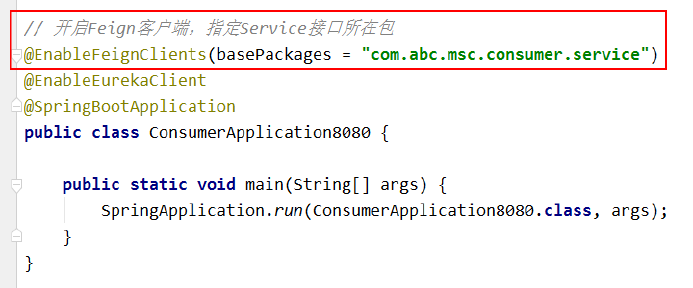 // 开启Feign客户端，指定Service接口所在包
@EnableFeignClients(basePackages = "com.abc.msc.consumer.service")
@EnableEurekaClient
@SpringBootApplication
public class ConsumerApplication8080 {
    public static void main(String[] args) {
        SpringApplication.run(ConsumerApplication8080.class, args);
    }
}